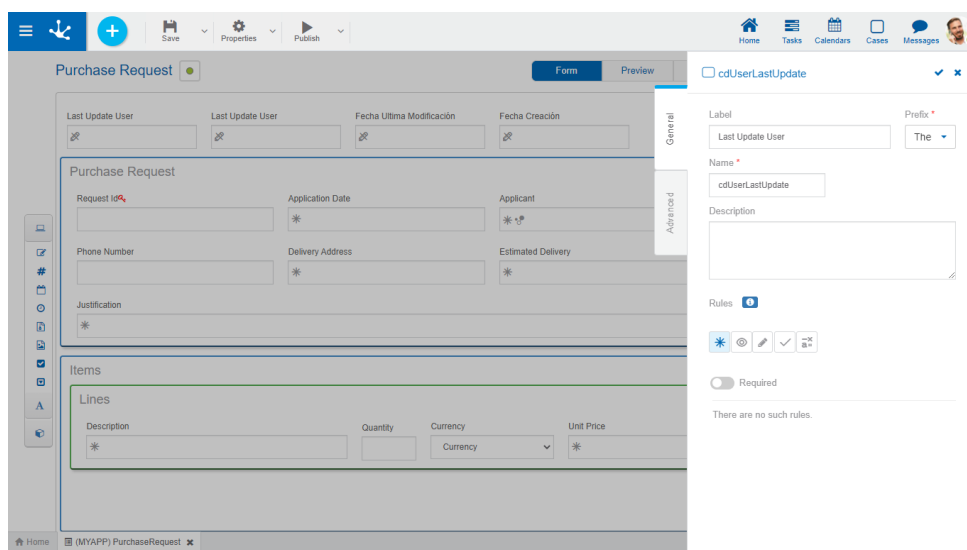 Save
Properties
Publish
Home
Tasks
Calendars
Cases
Messages
Purchase Request
Form
Preview
cdUserLastUpdate
General
Advanced
Last Update User
Last Update User
Fecha Ultima Modificación
Fecha Creación
Purchase Request
Request Id
Application Date
Applicant
Phone Number
Delivery Address
Estimated Delivery
Justification
Items
Lines
Description
Quantity
Currency
Unit Price
Currency
Label
Prefix *
Last Update User
The
Name *
cdUserLastUpdate
Description
Rules
Required
There are no such rules.
Home
(MYAPP) PurchaseRequest